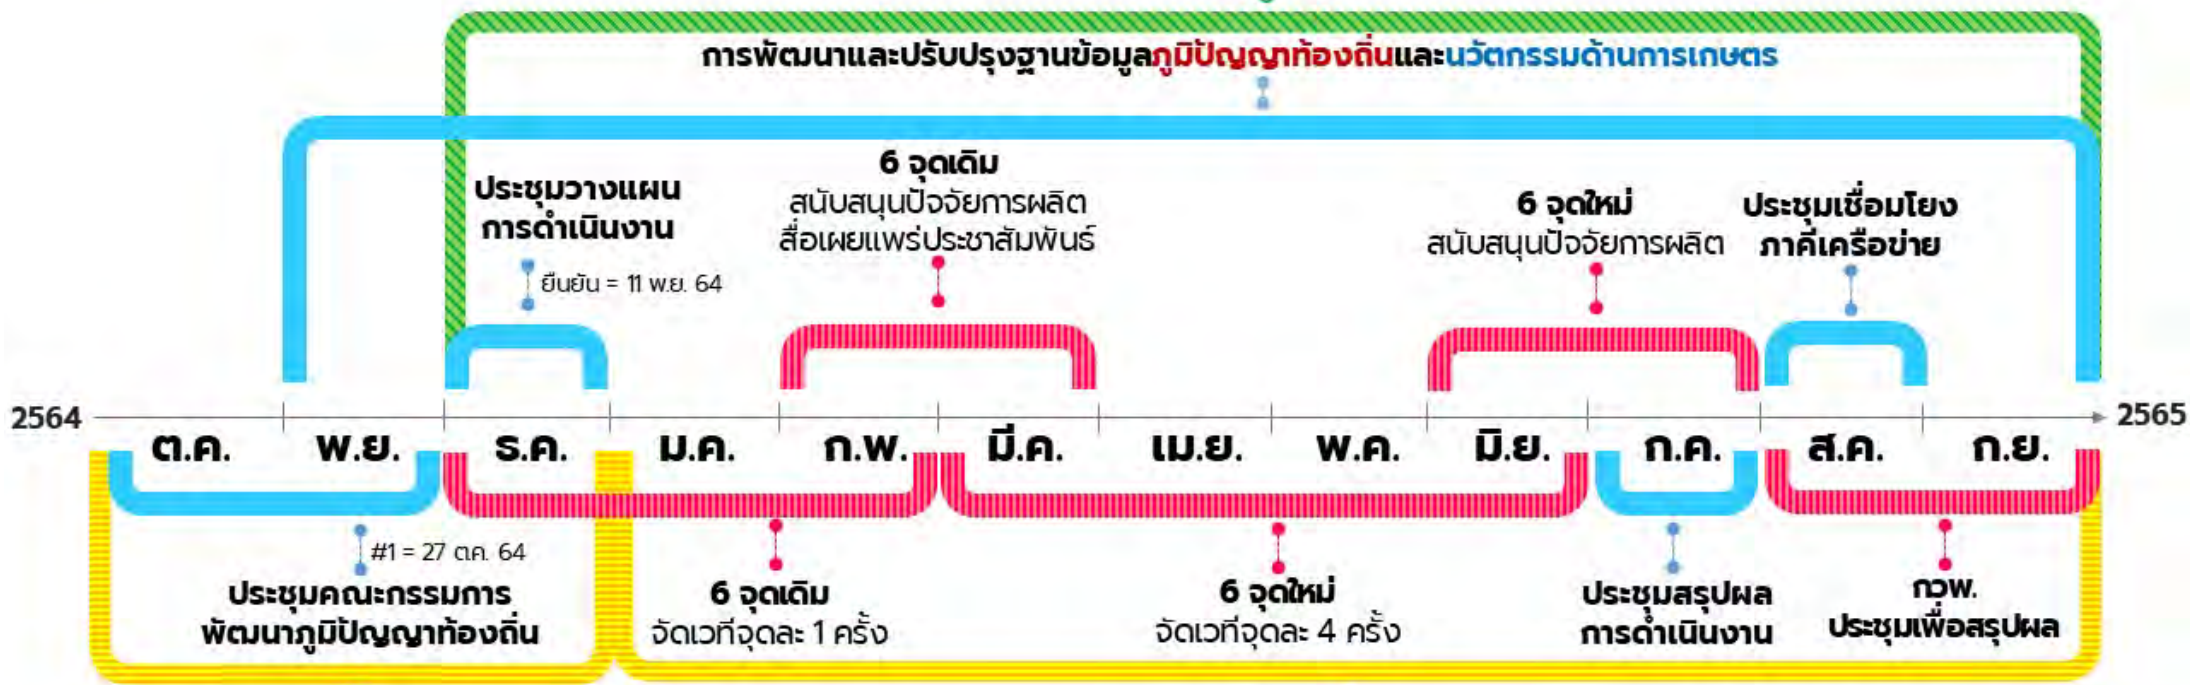 การพัฒนาและปรับปรุงฐานข้อมูลภูมิปัญญาท้องถิ่นและนวัตกรรมด้านการเกษตร
ประชุมวางแผน
การดำเนินงาน
ยืนยัน = 11 พ.ย. 64
6 จุดเดิม
สนับสนุนปัจจัยการผลิต
สื่อเผยแพร่ประชาสัมพันธ์
6 จุดใหม่
สนับสนุนปัจจัยการผลิต
ประชุมเชื่อมโยง
ภาคีเครือข่าย
2564
2565
ต.ค. พ.ย. ธ.ค. ม.ค. ก.พ. มี.ค. เม.ย. พ.ค. มิ.ย. ก.ค. ส.ค. ก.ย.
#1 = 27 ต.ค. 64
ประชุมคณะกรรมการ
พัฒนาภูมิปัญญาท้องถิ่น
6 จุดเดิม
จัดเวทีจุดละ 1 ครั้ง
6 จุดใหม่
จัดเวทีจุดละ 4 ครั้ง
ประชุมสรุปผล
การดำเนินงาน
กวพ.
ประชุมเพื่อสรุปผล